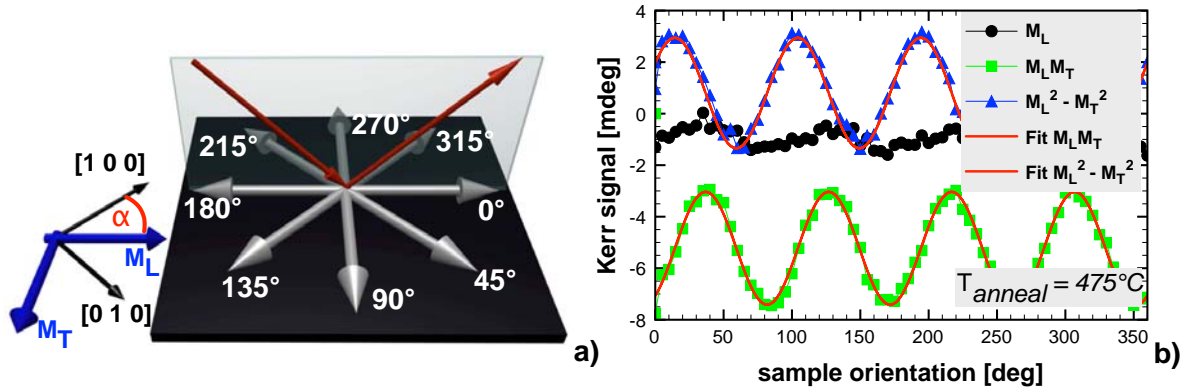 [1 0 0]
α
M_L
[0 1 0]
M_T
215°
270°
315°
180°
0°
135°
90°
45°
a)
Kerr signal [mdeg]
4
2
0
-2
-4
-6
-8
M_L
M_LM_T
M_L^2 - M_T^2
Fit M_LM_T
Fit M_L^2 - M_T^2
T_anneal = 475°C
0
50
100
150
200
250
300
350
sample orientation [deg]
b)